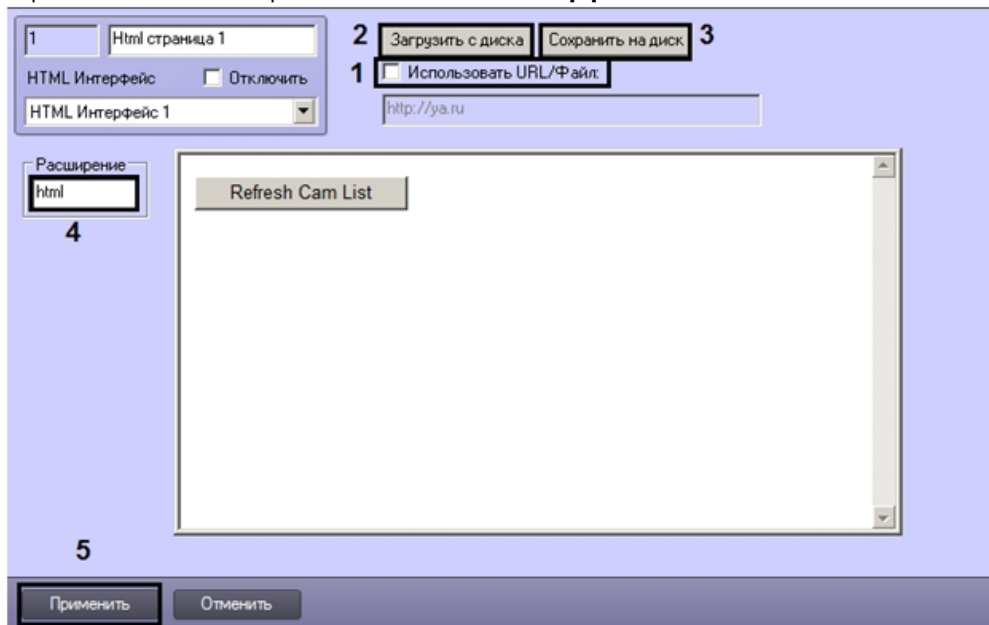 1 Html страница 1
HTML Интерфейс Отключить
HTML Интерфейс 1
2 Загрузить с диска Сохранить на диск 3
1 Использовать URL/Файл:
http://ya.ru
Расширение
html
4
Refresh Cam List
5
Применить Отменить